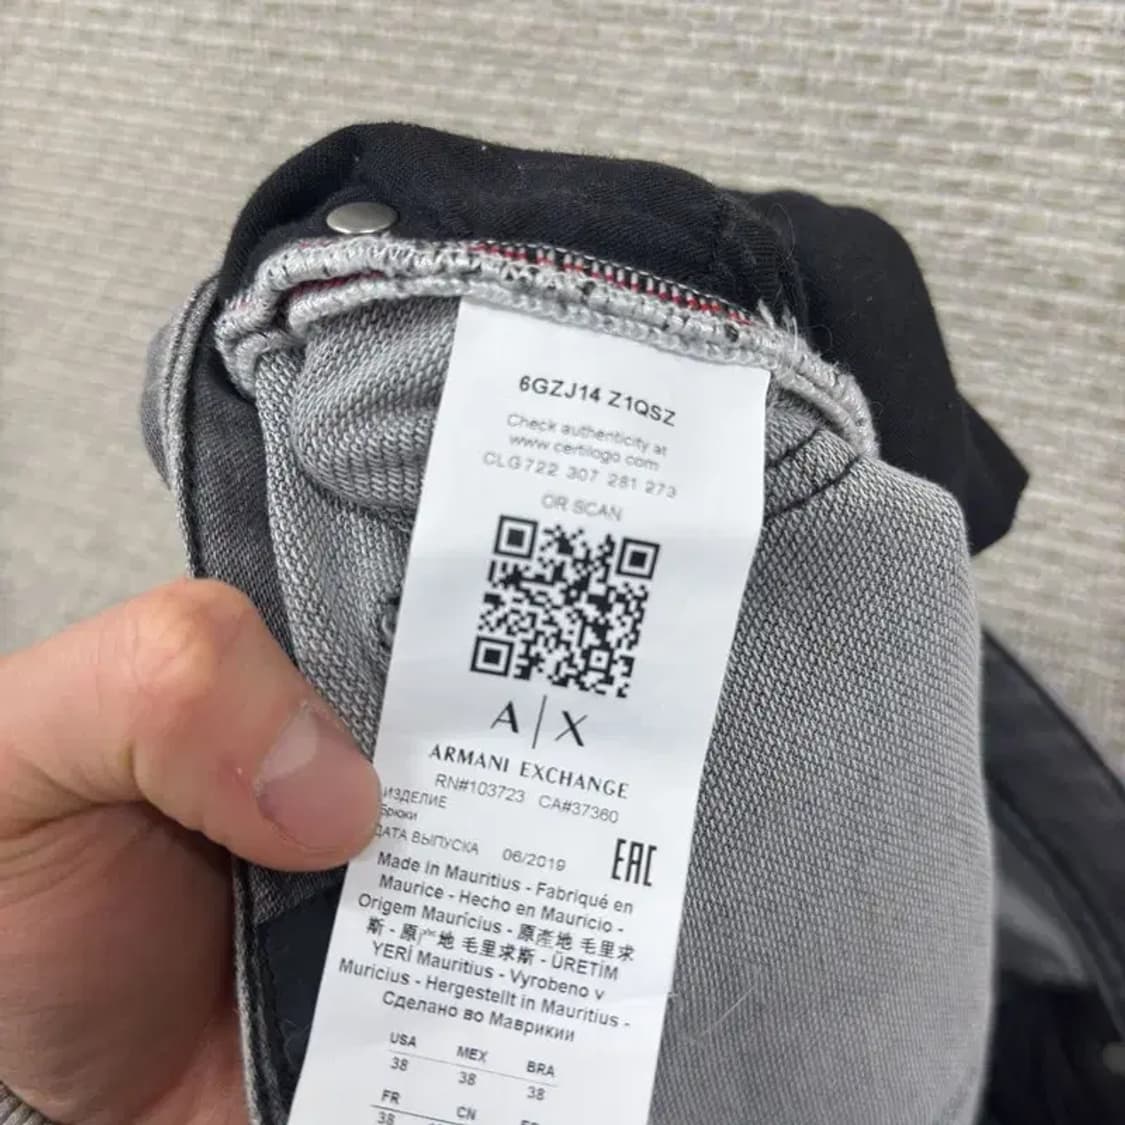 6GZJ14 Z1QSZ
Check authenticity at
www.certilogo.com
CLG722 307 281 273
OR SCAN
A|X
ARMANI EXCHANGE
RN#103723 CA#37360
ИЗДЕЛИЕ
Брюки
ДАТА ВЫПУСКА 06/2019
EAC
Made in Mauritius - Fabriqué en
Maurice - Hecho en Mauricio -
Origem Maurícius - 原產地 毛里求
斯 - 原产地 毛里求斯 - ÜRETİM
YERİ Mauritius - Vyrobeno v
Muricius - Hergestellt in Mauritius -
Сделано во Маврикии
USA MEX BRA
38 38 38
FR CN
38